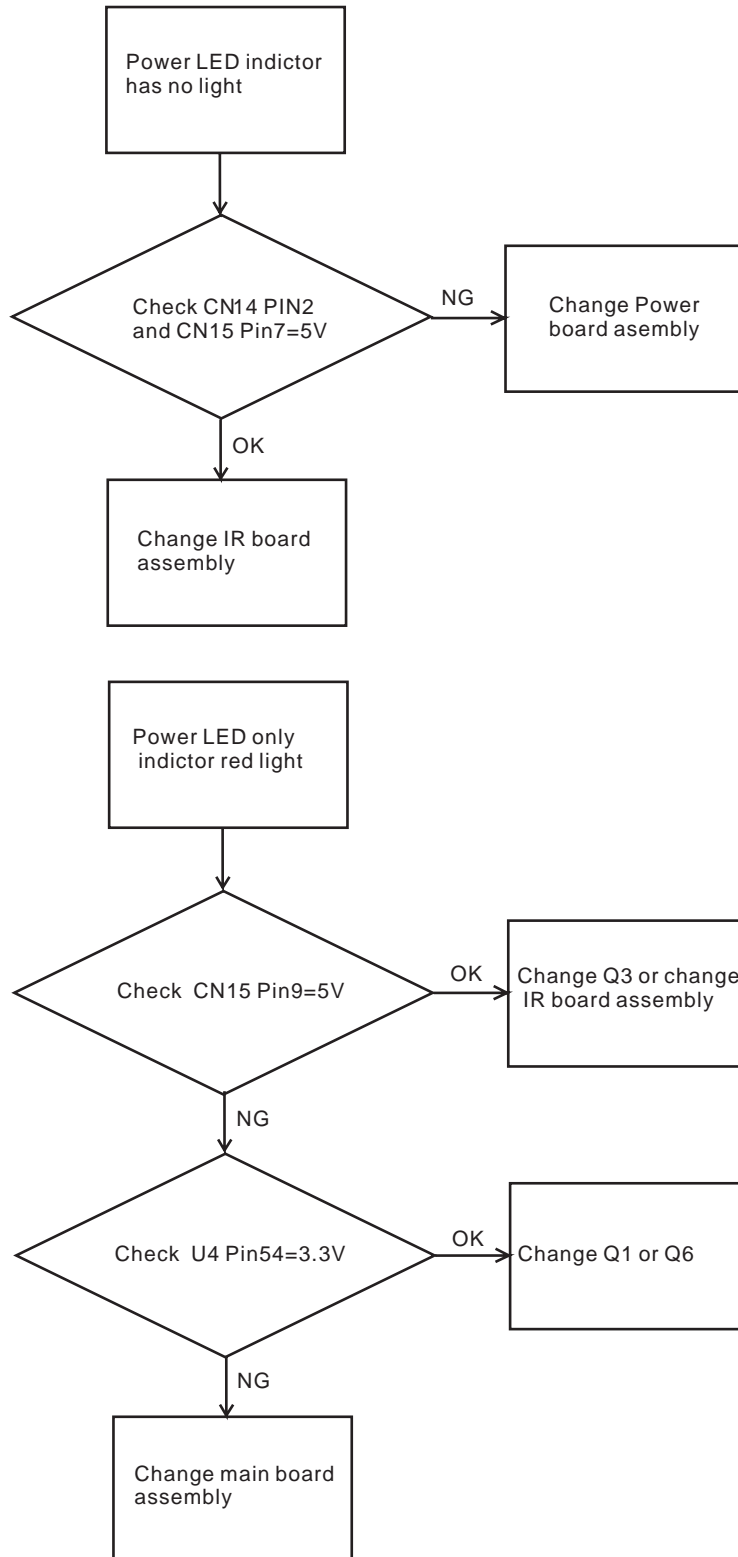 Power LED indictor
has no light
Check CN14 PIN2
and CN15 Pin7=5V
NG
Change Power
board asembly
OK
Change IR board
assembly
Power LED only
indictor red light
Check CN15 Pin9=5V
OK
Change Q3 or change
IR board assembly
NG
Check U4 Pin54=3.3V
OK
Change Q1 or Q6
NG
Change main board
assembly